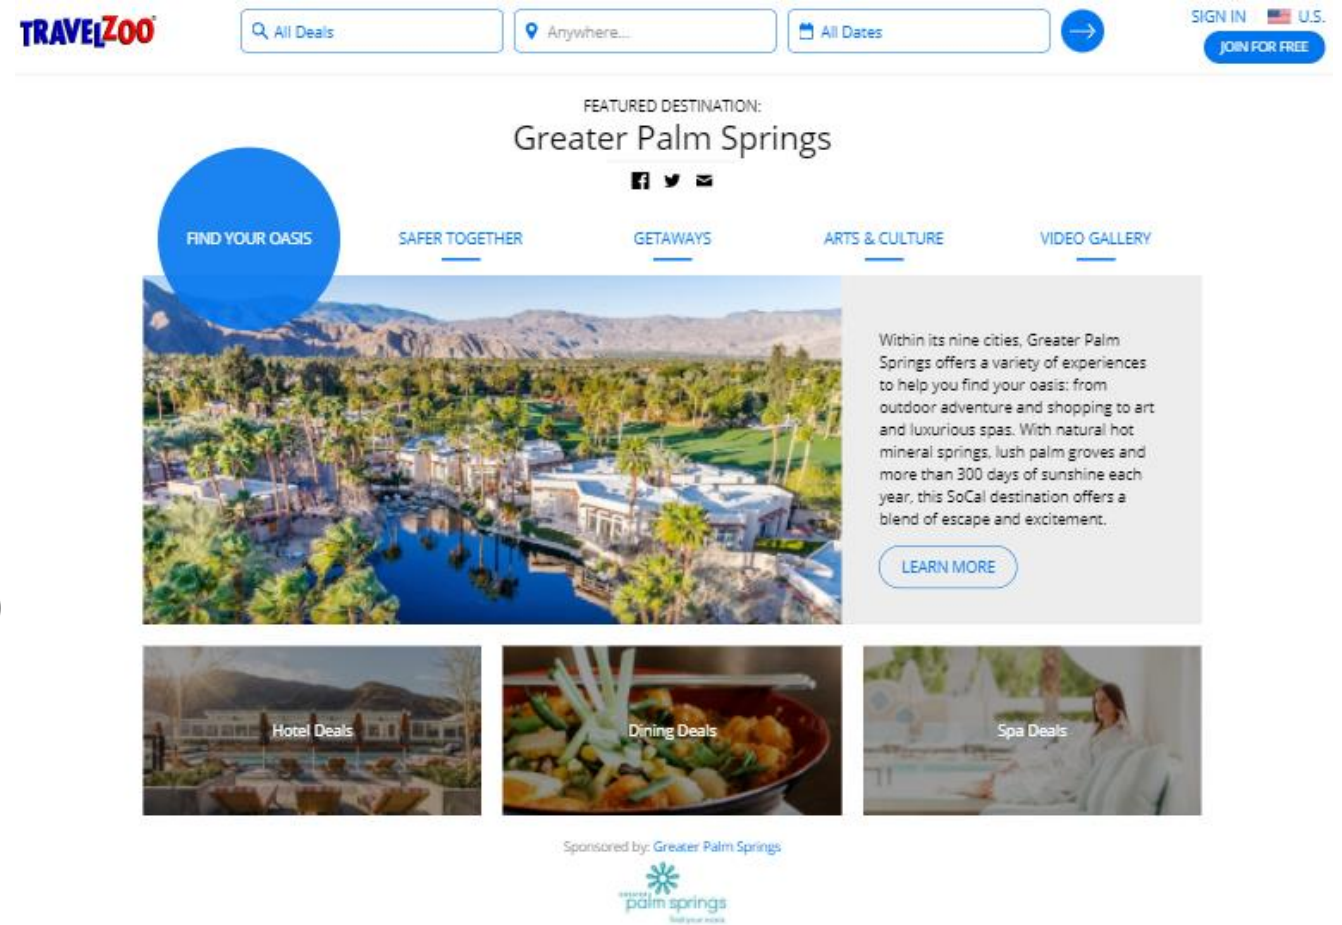 TRAVELZOO
All Deals
Anywhere...
All Dates
SIGN IN U.S.
JOIN FOR FREE
FEATURED DESTINATION:
Greater Palm Springs
FIND YOUR OASIS
SAFER TOGETHER
GETAWAYS
ARTS & CULTURE
VIDEO GALLERY
Within its nine cities, Greater Palm
Springs offers a variety of experiences
to help you find your oasis: from
outdoor adventure and shopping to art
and luxurious spas. With natural hot
mineral springs, lush palm groves and
more than 300 days of sunshine each
year, this SoCal destination offers a
blend of escape and excitement.
LEARN MORE
Hotel Deals
Dining Deals
Spa Deals
Sponsored by: Greater Palm Springs
palm springs